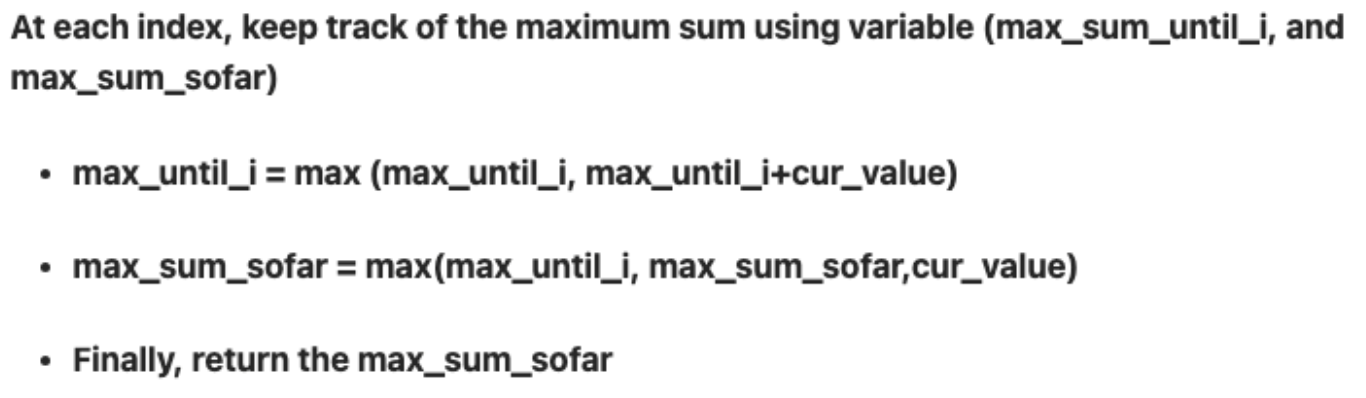 At each index, keep track of the maximum sum using variable (max_sum_until_i, and
max_sum_sofar)
• max_until_i = max (max_until_i, max_until_i+cur_value)
• max_sum_sofar = max(max_until_i, max_sum_sofar,cur_value)
• Finally, return the max_sum_sofar